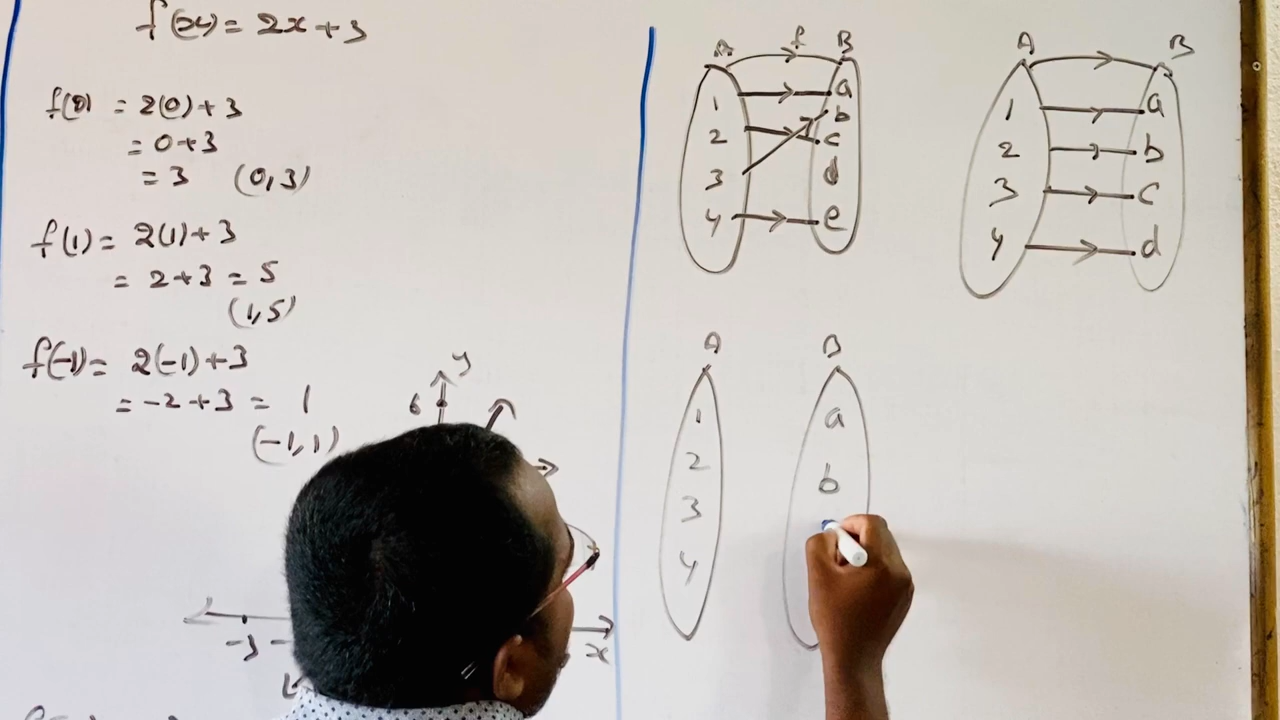 f(x) = 2x + 3
f(0) = 2(0) + 3
= 0 + 3
= 3 (0, 3)
f(1) = 2(1) + 3
= 2 + 3 = 5
(1, 5)
f(-1) = 2(-1) + 3
= -2 + 3 = 1
(-1, 1)
y
6
-3
x
A f B
1 a
2 b
3 c
4 d
e
A B
1 a
2 b
3 c
4 d
A B
1 a
2 b
3
4